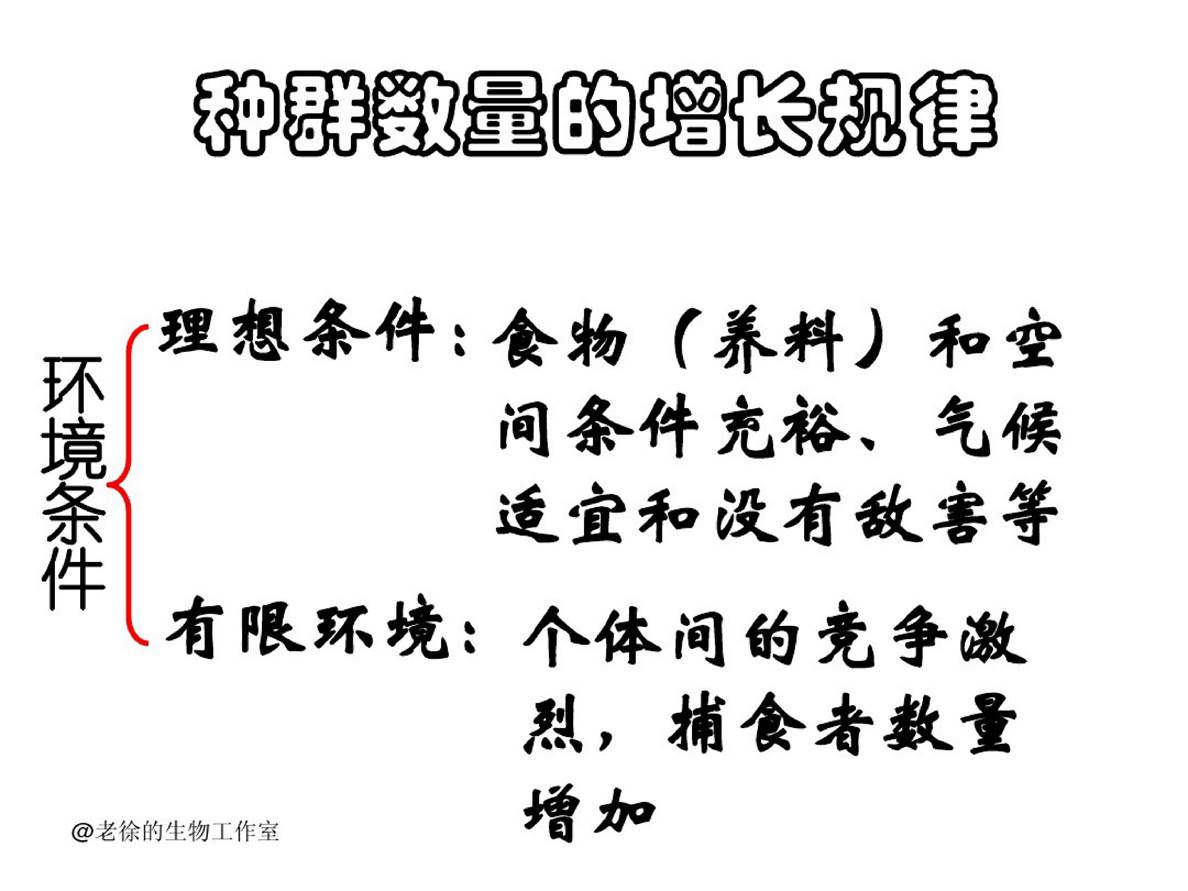 种群数量的增长规律
环境条件
理想条件：食物（养料）和空
间条件充裕、气候
适宜和没有敌害等
有限环境：个体间的竞争激
烈，捕食者数量
增加
@老徐的生物工作室